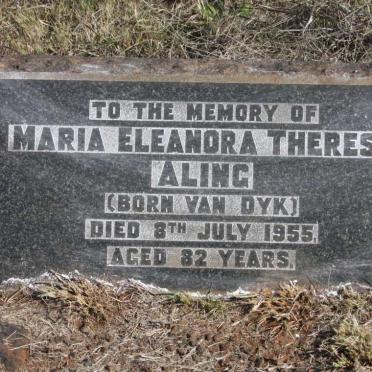 TO THE MEMORY OF
MARIA ELEANORA THERES
ALING
(BORN VAN DYK)
DIED 8TH JULY 1955,
AGED 82 YEARS.